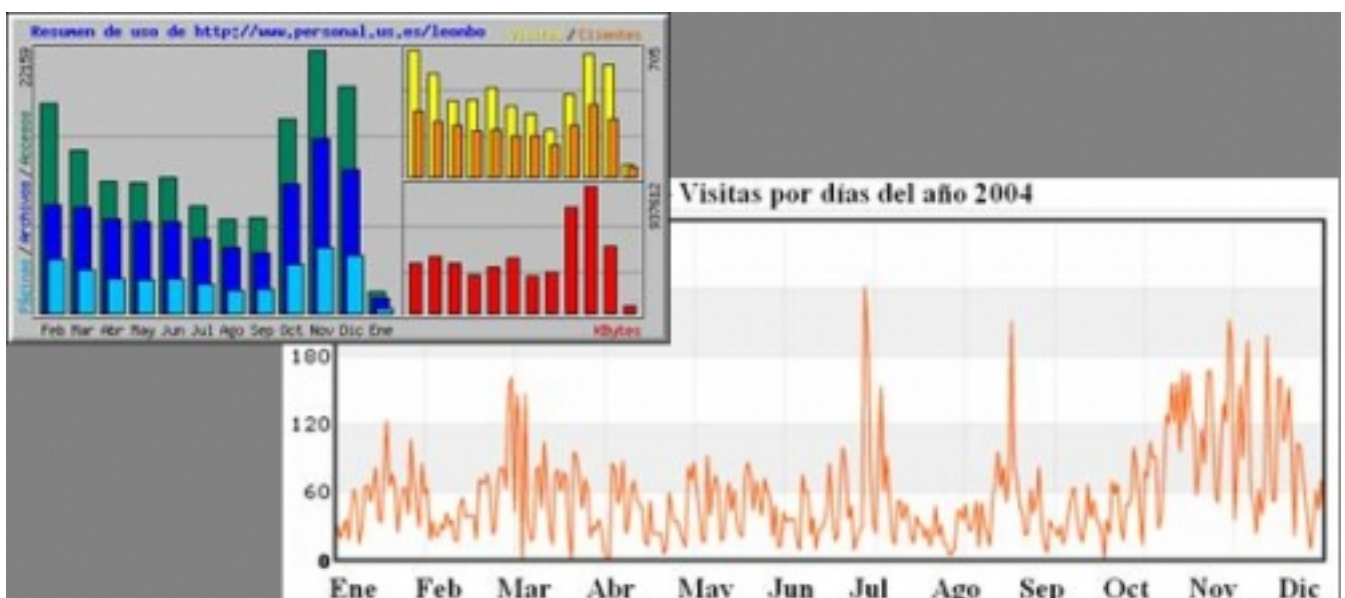 Resumen de uso de http://www.personal.us.es/leonbo
Visitas / Clientes
22159
705
Páginas / Archivos / Accesos
937612
Feb Mar Abr May Jun Jul Ago Sep Oct Nov Dic Ene
KBytes
Visitas por días del año 2004
180
120
60
0
Ene Feb Mar Abr May Jun Jul Ago Sep Oct Nov Dic